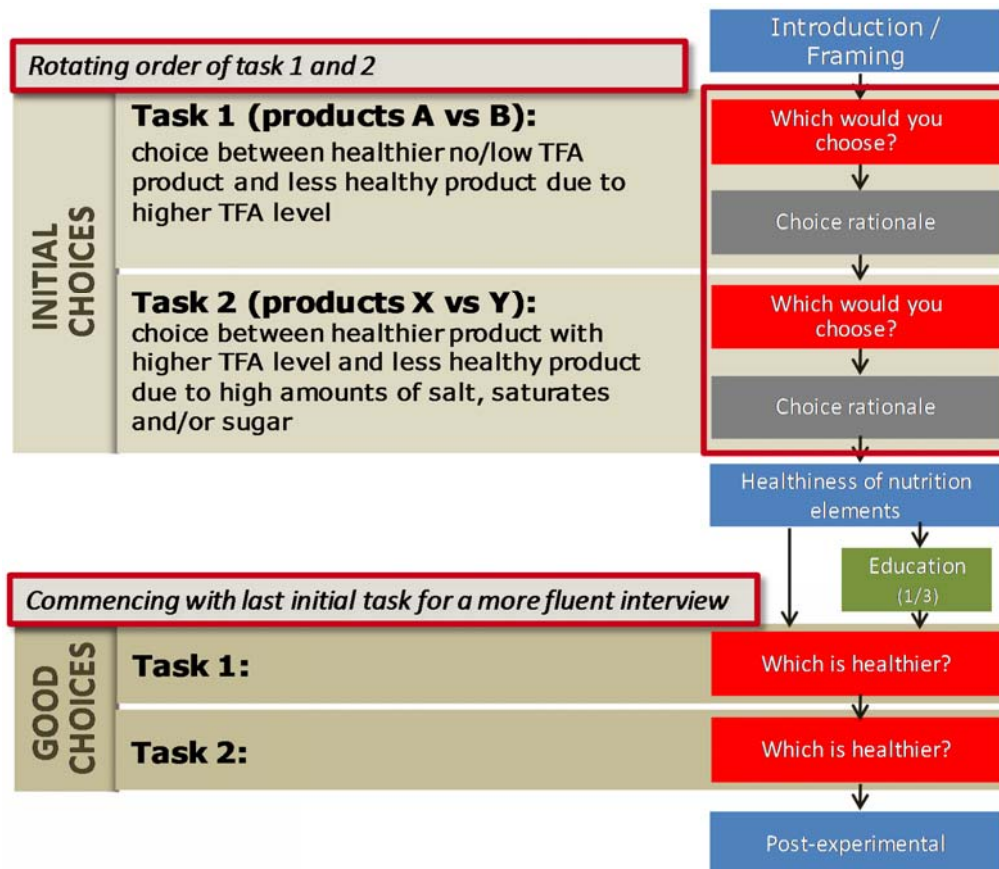 Introduction /
Framing
Rotating order of task 1 and 2
INITIAL
CHOICES
Task 1 (products A vs B):
choice between healthier no/low TFA
product and less healthy product due to
higher TFA level
Which would you
choose?
Choice rationale
Task 2 (products X vs Y):
choice between healthier product with
higher TFA level and less healthy product
due to high amounts of salt, saturates
and/or sugar
Which would you
choose?
Choice rationale
Healthiness of nutrition
elements
Education
(1/3)
Commencing with last initial task for a more fluent interview
GOOD
CHOICES
Task 1:
Which is healthier?
Task 2:
Which is healthier?
Post-experimental